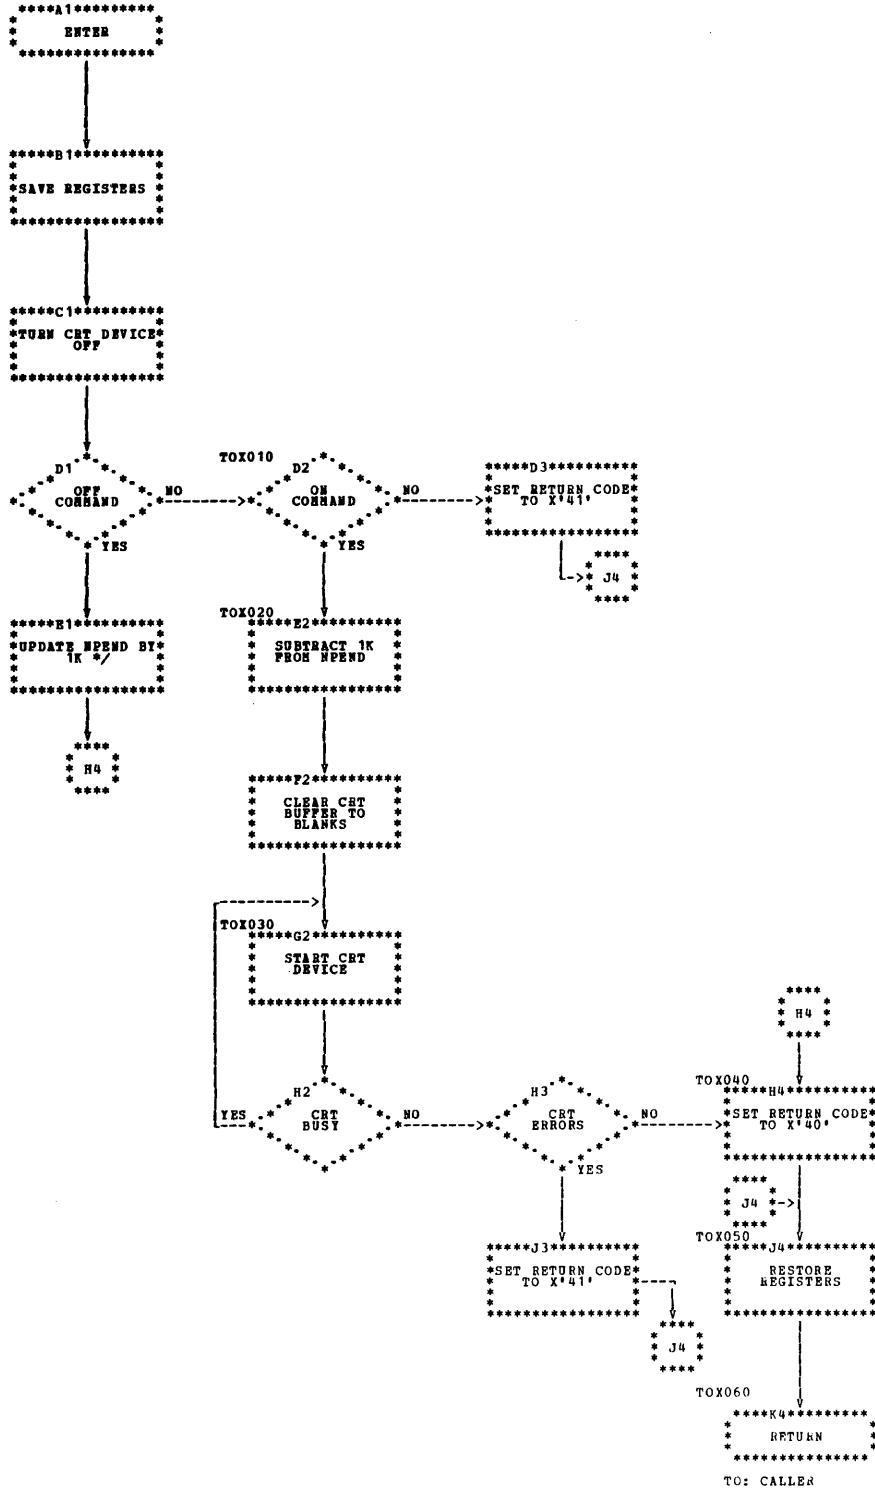 A1
ENTER
B1
SAVE REGISTERS
C1
TURN CRT DEVICE
OFF
D1
OFF
COMMAND
NO
YES
TOX010
D2
ON
COMMAND
NO
YES
D3
SET RETURN CODE
TO X'41'
J4
E1
UPDATE NPEND BY
1K */
H4
TOX020
E2
SUBTRACT 1K
FROM NPEND
F2
CLEAR CRT
BUFFER TO
BLANKS
TOX030
G2
START CRT
DEVICE
H2
CRT
BUSY
YES
NO
H3
CRT
ERRORS
NO
YES
H4
TOX040
H4
SET RETURN CODE
TO X'40'
J4
J3
SET RETURN CODE
TO X'41'
J4
TOX050
J4
RESTORE
REGISTERS
TOX060
K4
RETURN
TO: CALLER